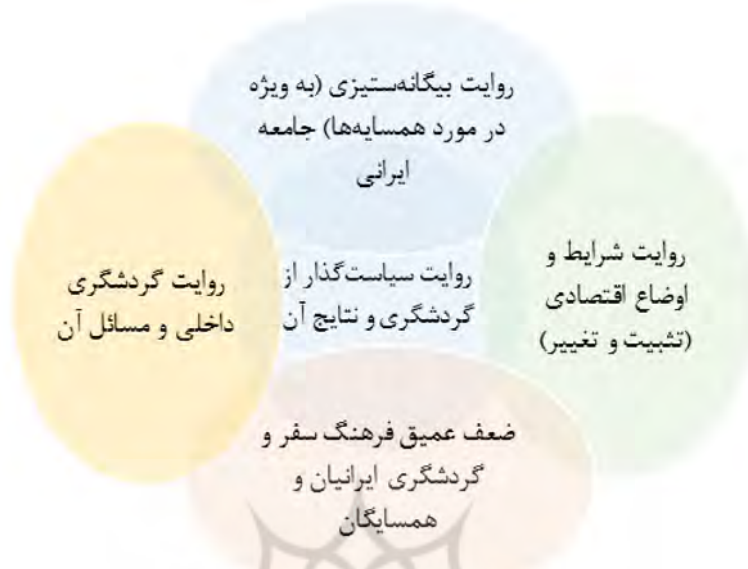 روایت بیگانه‌ستیزی (به ویژه
در مورد همسایه‌ها) جامعه
ایرانی
روایت شرایط و
اوضاع اقتصادی
(تثبیت و تغییر)
روایت سیاست‌گذار از
گردشگری و نتایج آن
روایت گردشگری
داخلی و مسائل آن
ضعف عمیق فرهنگ سفر و
گردشگری ایرانیان و
همسایگان